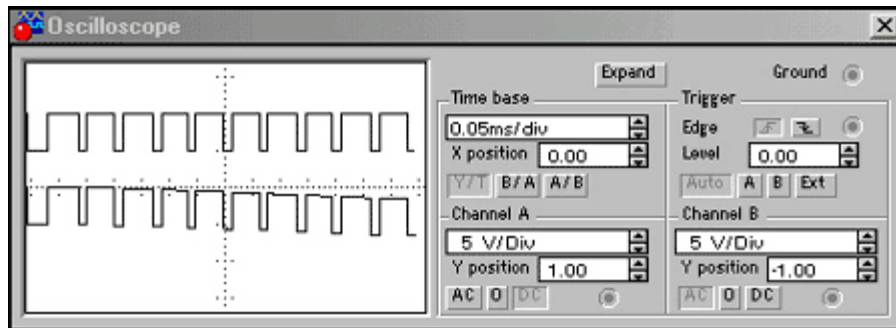 Oscilloscope
Expand
Ground
Time base
0.05ms/div
X position 0.00
Y/T B/A A/B
Trigger
Edge
Level 0.00
Auto A B Ext
Channel A
5 V/Div
Y position 1.00
AC 0 DC
Channel B
5 V/Div
Y position -1.00
AC 0 DC